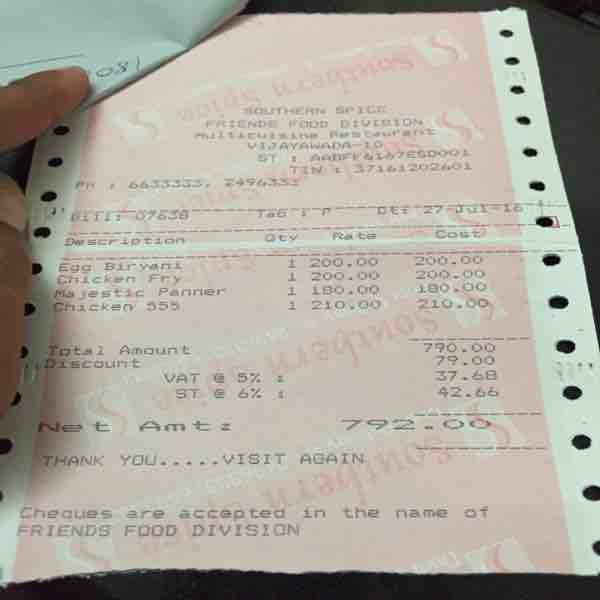 081
SOUTHERN SPICE
FRIENDS FOOD DIVISION
Multicuisine Restaurant
VIJAYAWADA-10
ST : AABFF6167ESD001
TIN : 37161202601
Ph : 6633333, 2496333
Bill: 07638 Tab : P Dt: 27-Jul-16
Description Qty Rate Cost
Egg Biryani 1 200.00 200.00
Chicken Fry 1 200.00 200.00
Majestic Panner 1 180.00 180.00
Chicken 555 1 210.00 210.00
Total Amount 790.00
Discount 79.00
VAT @ 5% : 37.68
ST @ 6% : 42.66
Net Amt: 792.00
THANK YOU.....VISIT AGAIN
Cheques are accepted in the name of
FRIENDS FOOD DIVISION